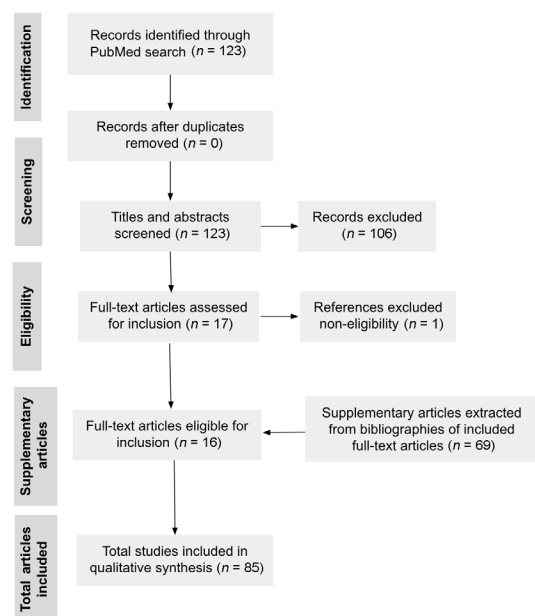 Identification
Records identified through
PubMed search (n = 123)
Records after duplicates
removed (n = 0)
Screening
Titles and abstracts
screened (n = 123)
Records excluded
(n = 106)
Eligibility
Full-text articles assessed
for inclusion (n = 17)
References excluded
non-eligibility (n = 1)
Supplementary
articles
Full-text articles eligible for
inclusion (n = 16)
Supplementary articles extracted
from bibliographies of included
full-text articles (n = 69)
Total articles
included
Total studies included in
qualitative synthesis (n = 85)